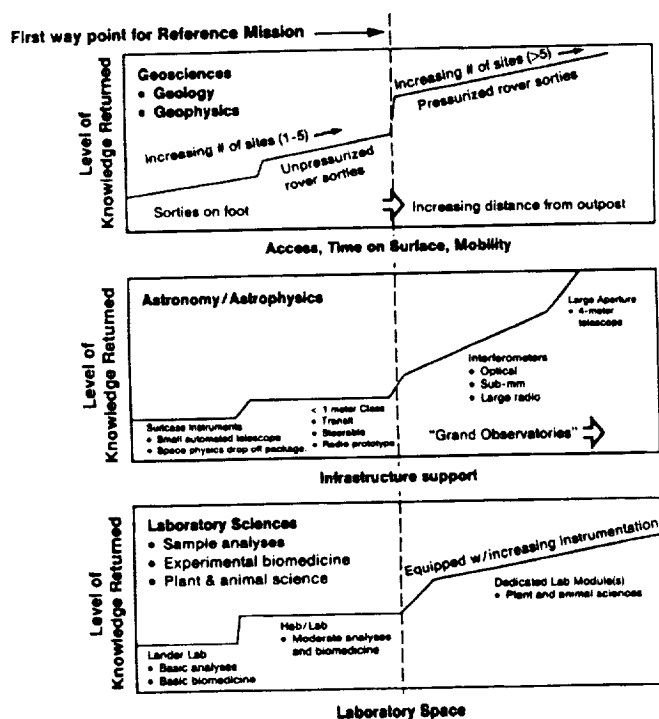 First way point for Reference Mission
Level of
Knowledge Returned
Geosciences
• Geology
• Geophysics
Increasing # of sites (1-5)
Unpressurized
rover sorties
Sorties on foot
Increasing # of sites (>5)
Pressurized rover sorties
Increasing distance from outpost
Access, Time on Surface, Mobility
Level of
Knowledge Returned
Astronomy/Astrophysics
Suitcase Instruments
• Small automated telescope
• Space physics drop off package.
< 1 meter Class
• Transit
• Steerable
• Radio prototype
Interferometers
• Optical
• Sub-mm
• Large radio
Large Aperture
• 4-meter
telescope
"Grand Observatories"
Infrastructure support
Level of
Knowledge Returned
Laboratory Sciences
• Sample analyses
• Experimental biomedicine
• Plant & animal science
Lander Lab
• Basic analyses
• Basic biomedicine
Hab/Lab
• Moderate analyses
and biomedicine
Equipped w/increasing instrumentation
Dedicated Lab Module(s)
• Plant and animal sciences
Laboratory Space